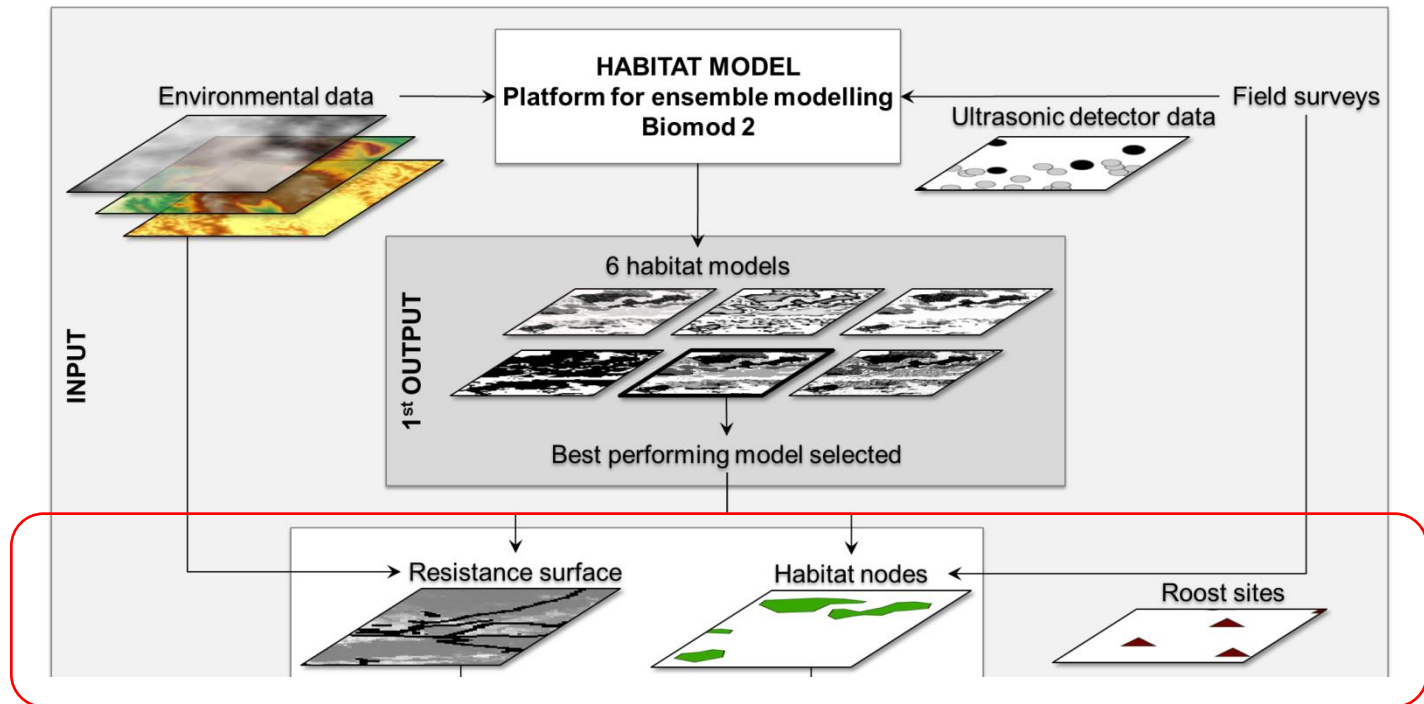 HABITAT MODEL
Platform for ensemble modelling
Biomod 2
Environmental data
Field surveys
Ultrasonic detector data
INPUT
1st OUTPUT
6 habitat models
Best performing model selected
Resistance surface
Habitat nodes
Roost sites